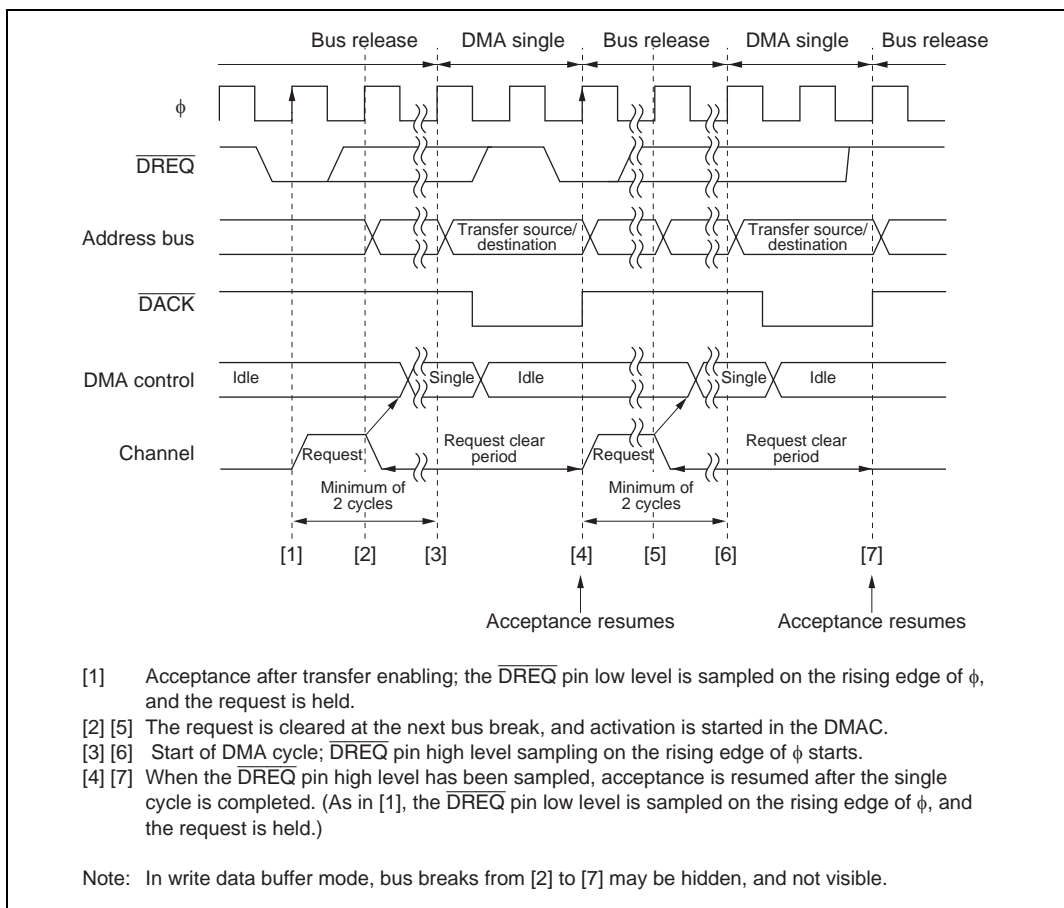 Bus release DMA single Bus release DMA single Bus release
ϕ
DREQ
Address bus
Transfer source/
destination
Transfer source/
destination
DACK
DMA control
Idle Single Idle Single Idle
Channel
Request
Request clear
period
Request
Request clear
period
Minimum of
2 cycles
Minimum of
2 cycles
[1] [2] [3] [4] [5] [6] [7]
Acceptance resumes Acceptance resumes
[1] Acceptance after transfer enabling; the DREQ pin low level is sampled on the rising edge of ϕ,
and the request is held.
[2] [5] The request is cleared at the next bus break, and activation is started in the DMAC.
[3] [6] Start of DMA cycle; DREQ pin high level sampling on the rising edge of ϕ starts.
[4] [7] When the DREQ pin high level has been sampled, acceptance is resumed after the single
cycle is completed. (As in [1], the DREQ pin low level is sampled on the rising edge of ϕ, and
the request is held.)
Note: In write data buffer mode, bus breaks from [2] to [7] may be hidden, and not visible.